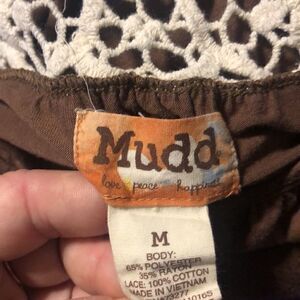 Mudd
love peace happiness
M
BODY:
65% POLYESTER
35% RAYON
LACE: 100% COTTON
MADE IN VIETNAM